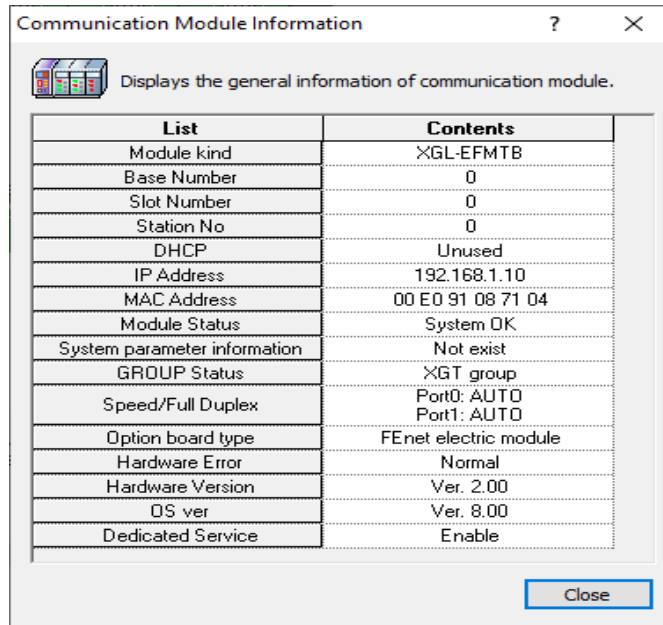 Communication Module Information ? ×
Displays the general information of communication module.
List Contents
Module kind XGL-EFMTB
Base Number 0
Slot Number 0
Station No 0
DHCP Unused
IP Address 192.168.1.10
MAC Address 00 E0 91 08 71 04
Module Status System OK
System parameter information Not exist
GROUP Status XGT group
Speed/Full Duplex Port0: AUTO
Port1: AUTO
Option board type FEnet electric module
Hardware Error Normal
Hardware Version Ver. 2.00
OS ver Ver. 8.00
Dedicated Service Enable
Close